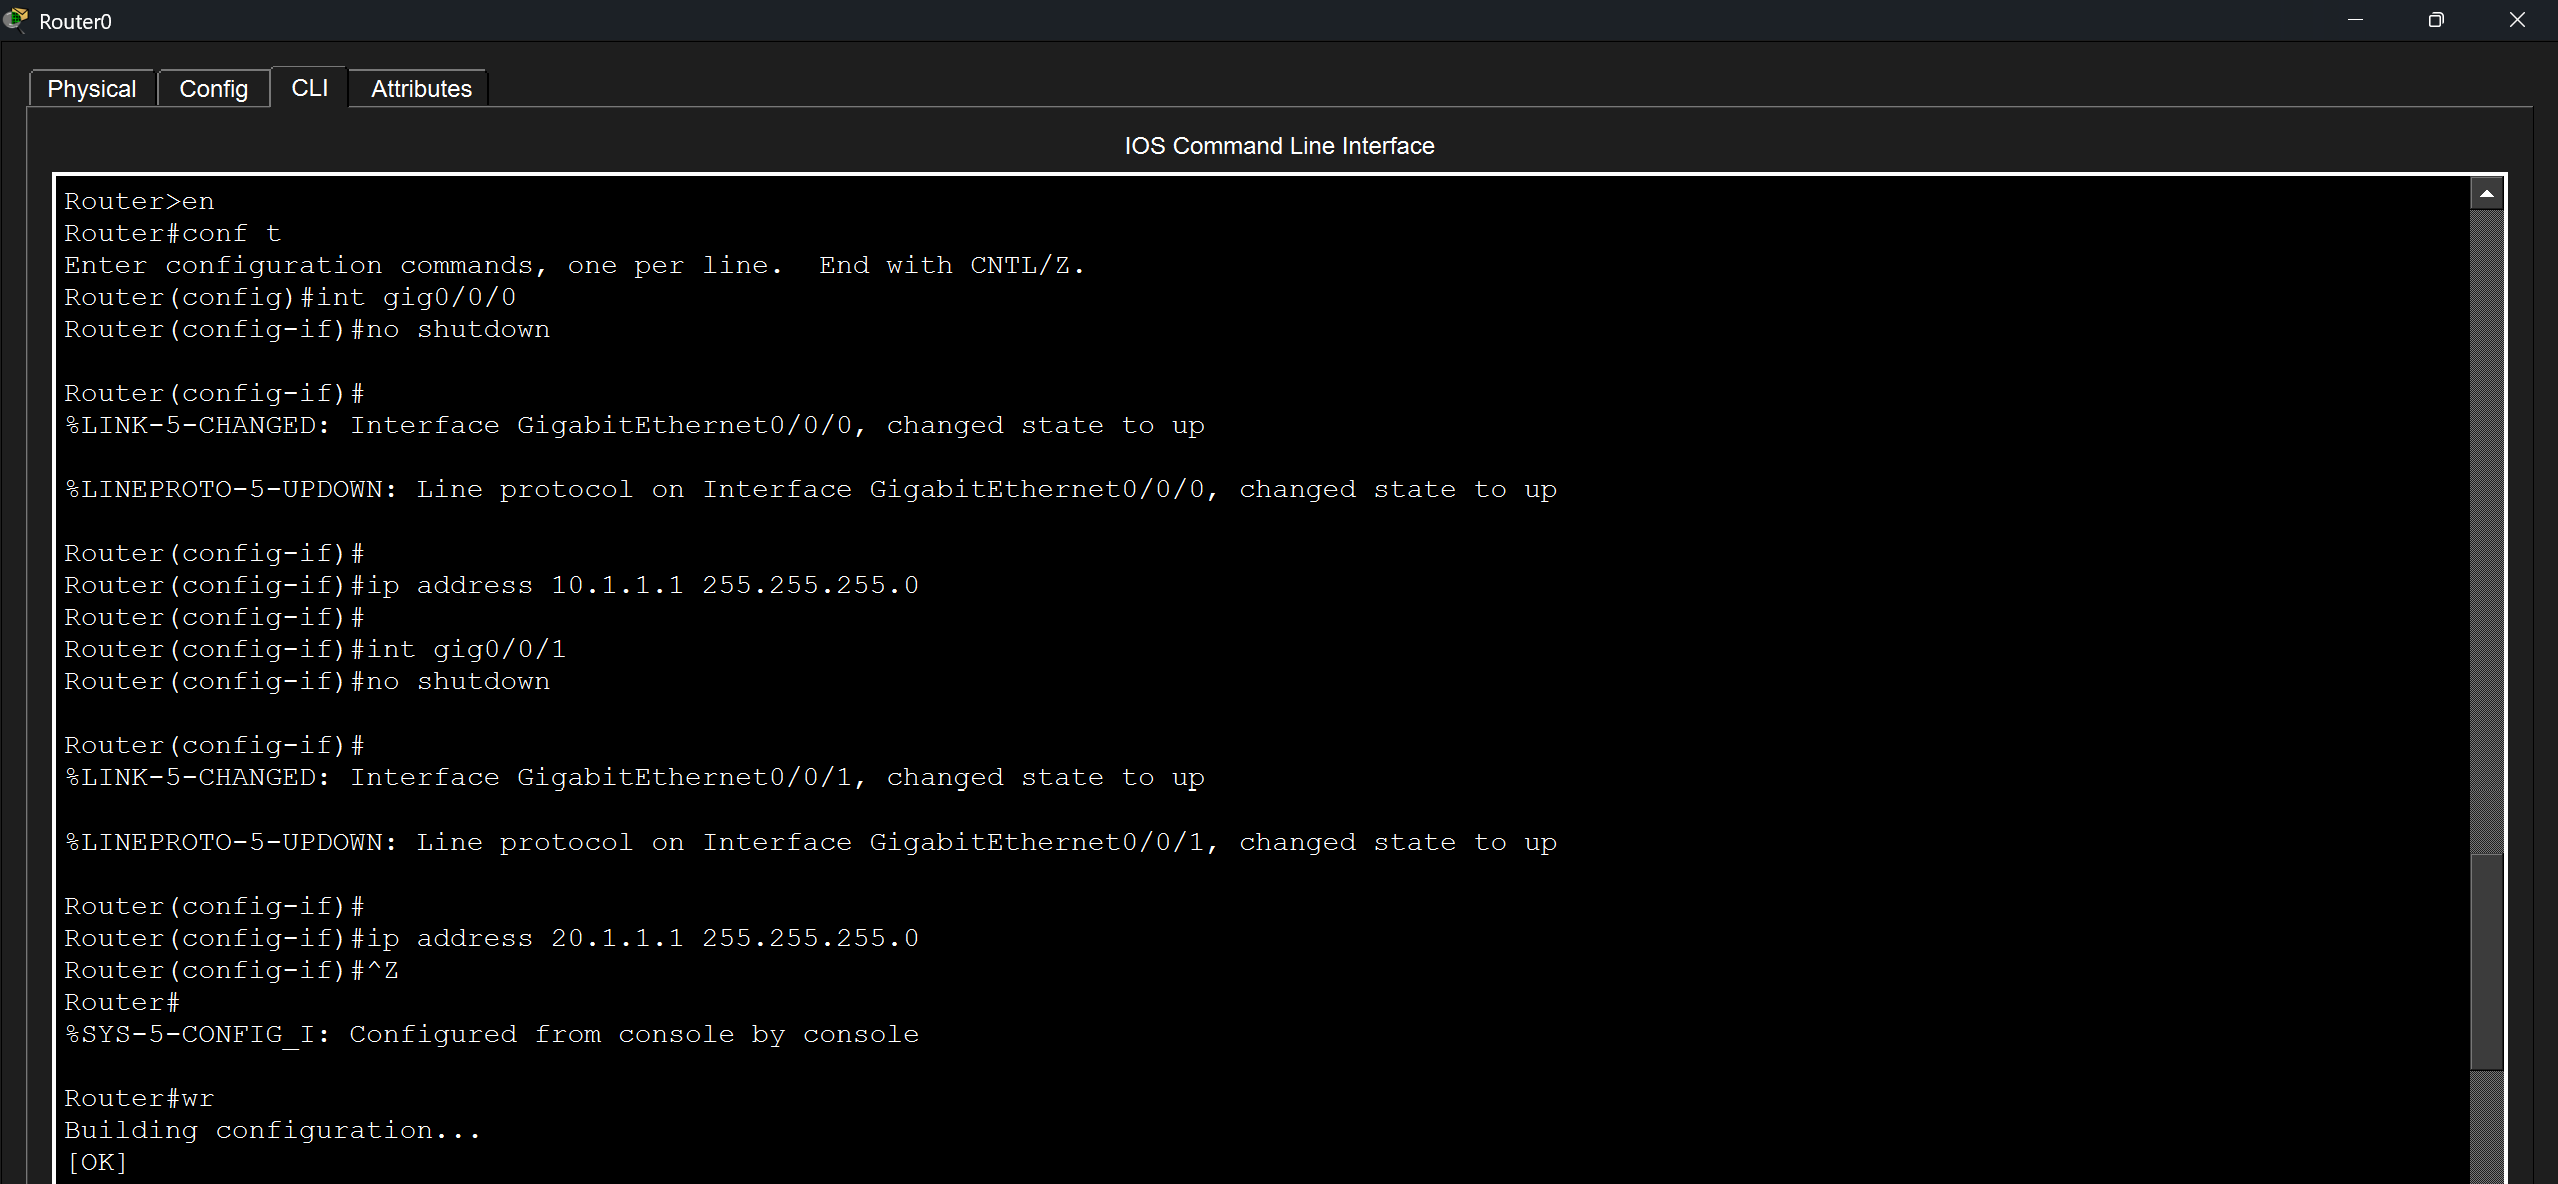 Router0
Physical Config CLI Attributes
IOS Command Line Interface
Router>en
Router#conf t
Enter configuration commands, one per line.  End with CNTL/Z.
Router(config)#int gig0/0/0
Router(config-if)#no shutdown
Router(config-if)#
%LINK-5-CHANGED: Interface GigabitEthernet0/0/0, changed state to up
%LINEPROTO-5-UPDOWN: Line protocol on Interface GigabitEthernet0/0/0, changed state to up
Router(config-if)#
Router(config-if)#ip address 10.1.1.1 255.255.255.0
Router(config-if)#
Router(config-if)#int gig0/0/1
Router(config-if)#no shutdown
Router(config-if)#
%LINK-5-CHANGED: Interface GigabitEthernet0/0/1, changed state to up
%LINEPROTO-5-UPDOWN: Line protocol on Interface GigabitEthernet0/0/1, changed state to up
Router(config-if)#
Router(config-if)#ip address 20.1.1.1 255.255.255.0
Router(config-if)#^Z
Router#
%SYS-5-CONFIG_I: Configured from console by console
Router#wr
Building configuration...
[OK]